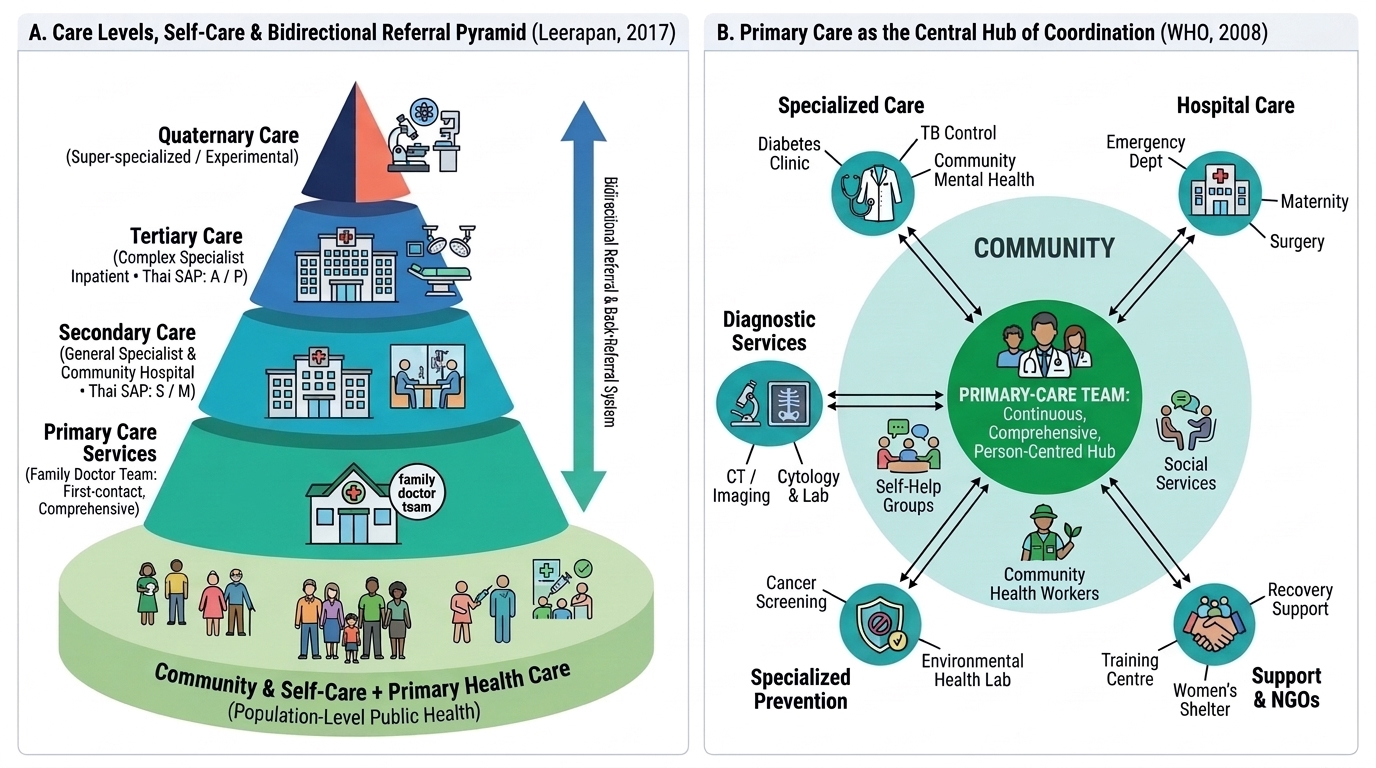 A. Care Levels, Self-Care & Bidirectional Referral Pyramid (Leerapan, 2017)
Quaternary Care
(Super-specialized / Experimental)
Tertiary Care
(Complex Specialist
Inpatient • Thai SAP: A / P)
Secondary Care
(General Specialist &
Community Hospital
• Thai SAP: S / M)
Primary Care
Services
(Family Doctor Team:
First-contact,
Comprehensive)
family
doctor
tsam
Bidirectional Referral & Back-Referral System
Community & Self-Care + Primary Health Care
(Population-Level Public Health)
B. Primary Care as the Central Hub of Coordination (WHO, 2008)
Specialized Care
Diabetes
Clinic
TB Control
Community
Mental Health
Hospital Care
Emergency
Dept
Maternity
Surgery
COMMUNITY
Diagnostic
Services
CT /
Imaging
Cytology
& Lab
PRIMARY-CARE TEAM:
Continuous,
Comprehensive,
Person-Centred Hub
Self-Help
Groups
Social
Services
Community
Health Workers
Cancer
Screening
Environmental
Health Lab
Specialized
Prevention
Recovery
Support
Training
Centre
Women's
Shelter
Support
& NGOs